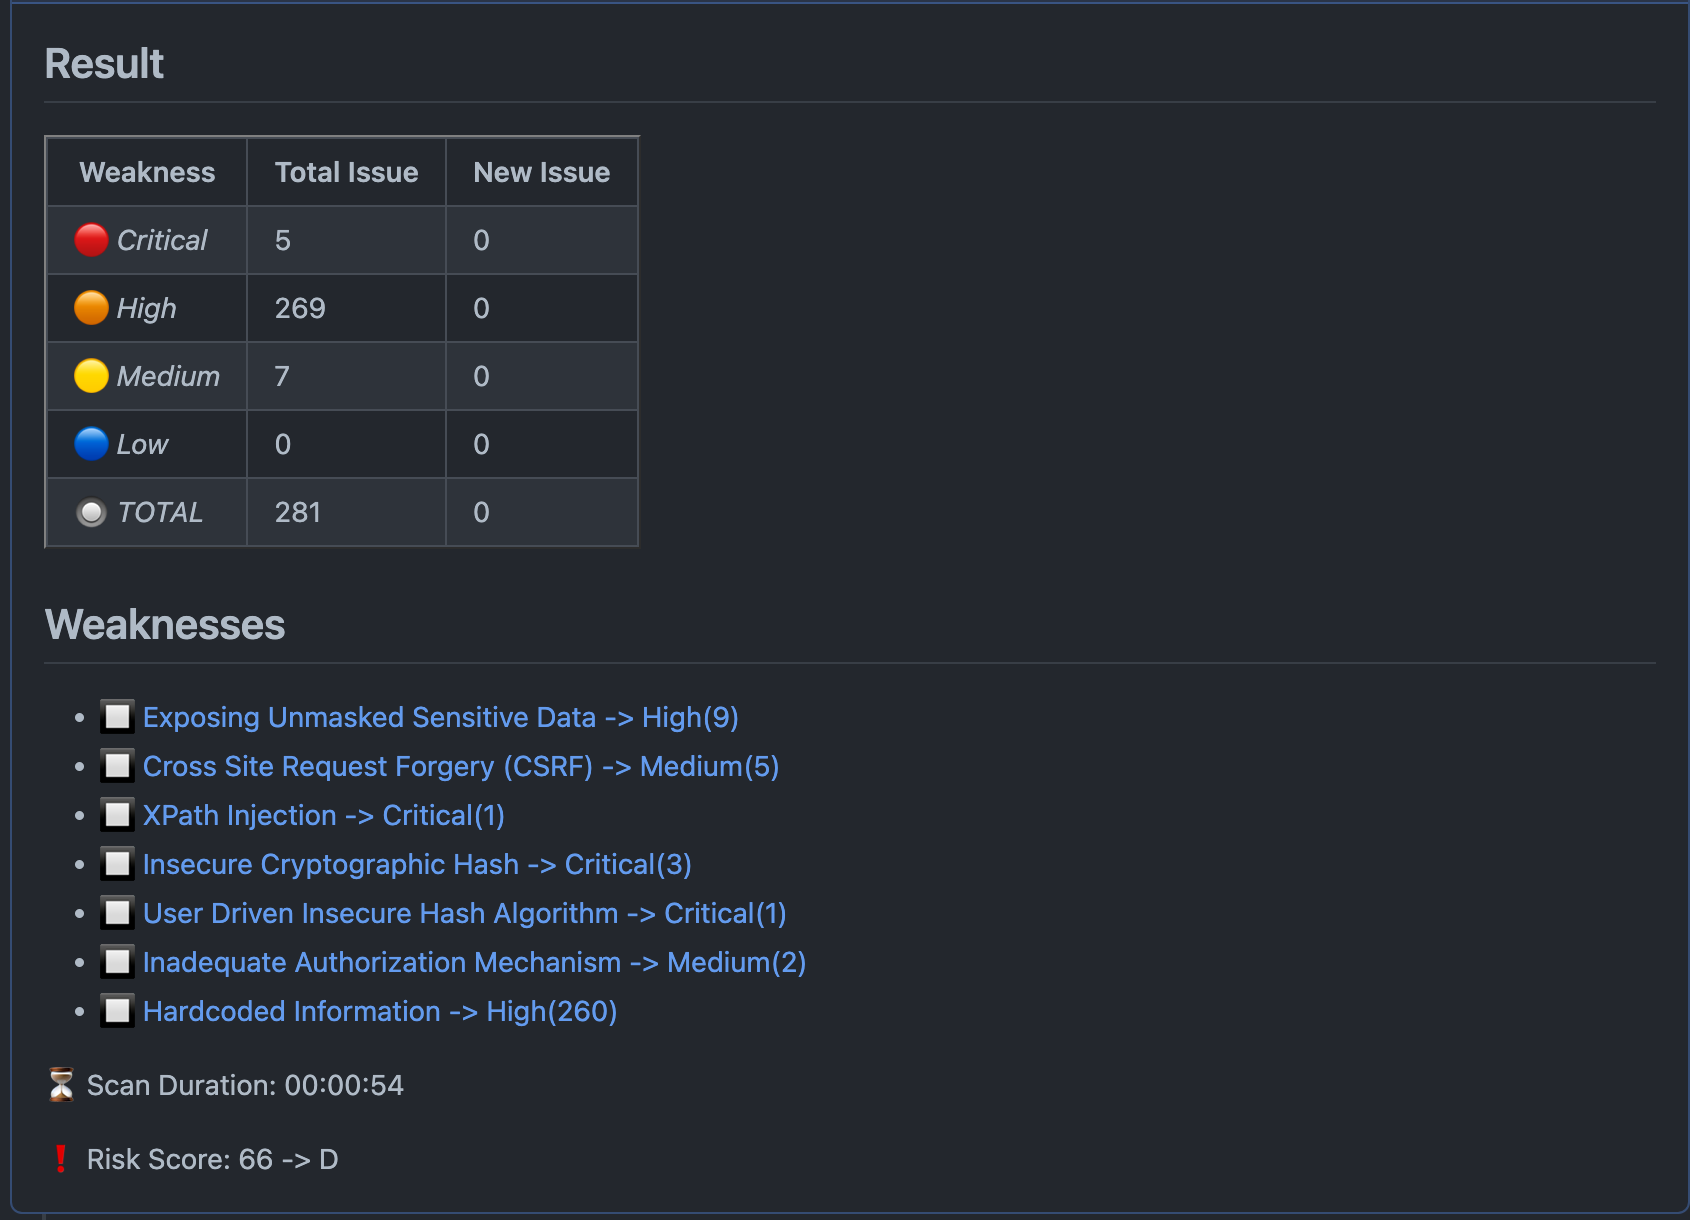 Result
Weakness Total Issue New Issue
Critical 5 0
High 269 0
Medium 7 0
Low 0 0
TOTAL 281 0
Weaknesses
Exposing Unmasked Sensitive Data -> High(9)
Cross Site Request Forgery (CSRF) -> Medium(5)
XPath Injection -> Critical(1)
Insecure Cryptographic Hash -> Critical(3)
User Driven Insecure Hash Algorithm -> Critical(1)
Inadequate Authorization Mechanism -> Medium(2)
Hardcoded Information -> High(260)
Scan Duration: 00:00:54
Risk Score: 66 -> D